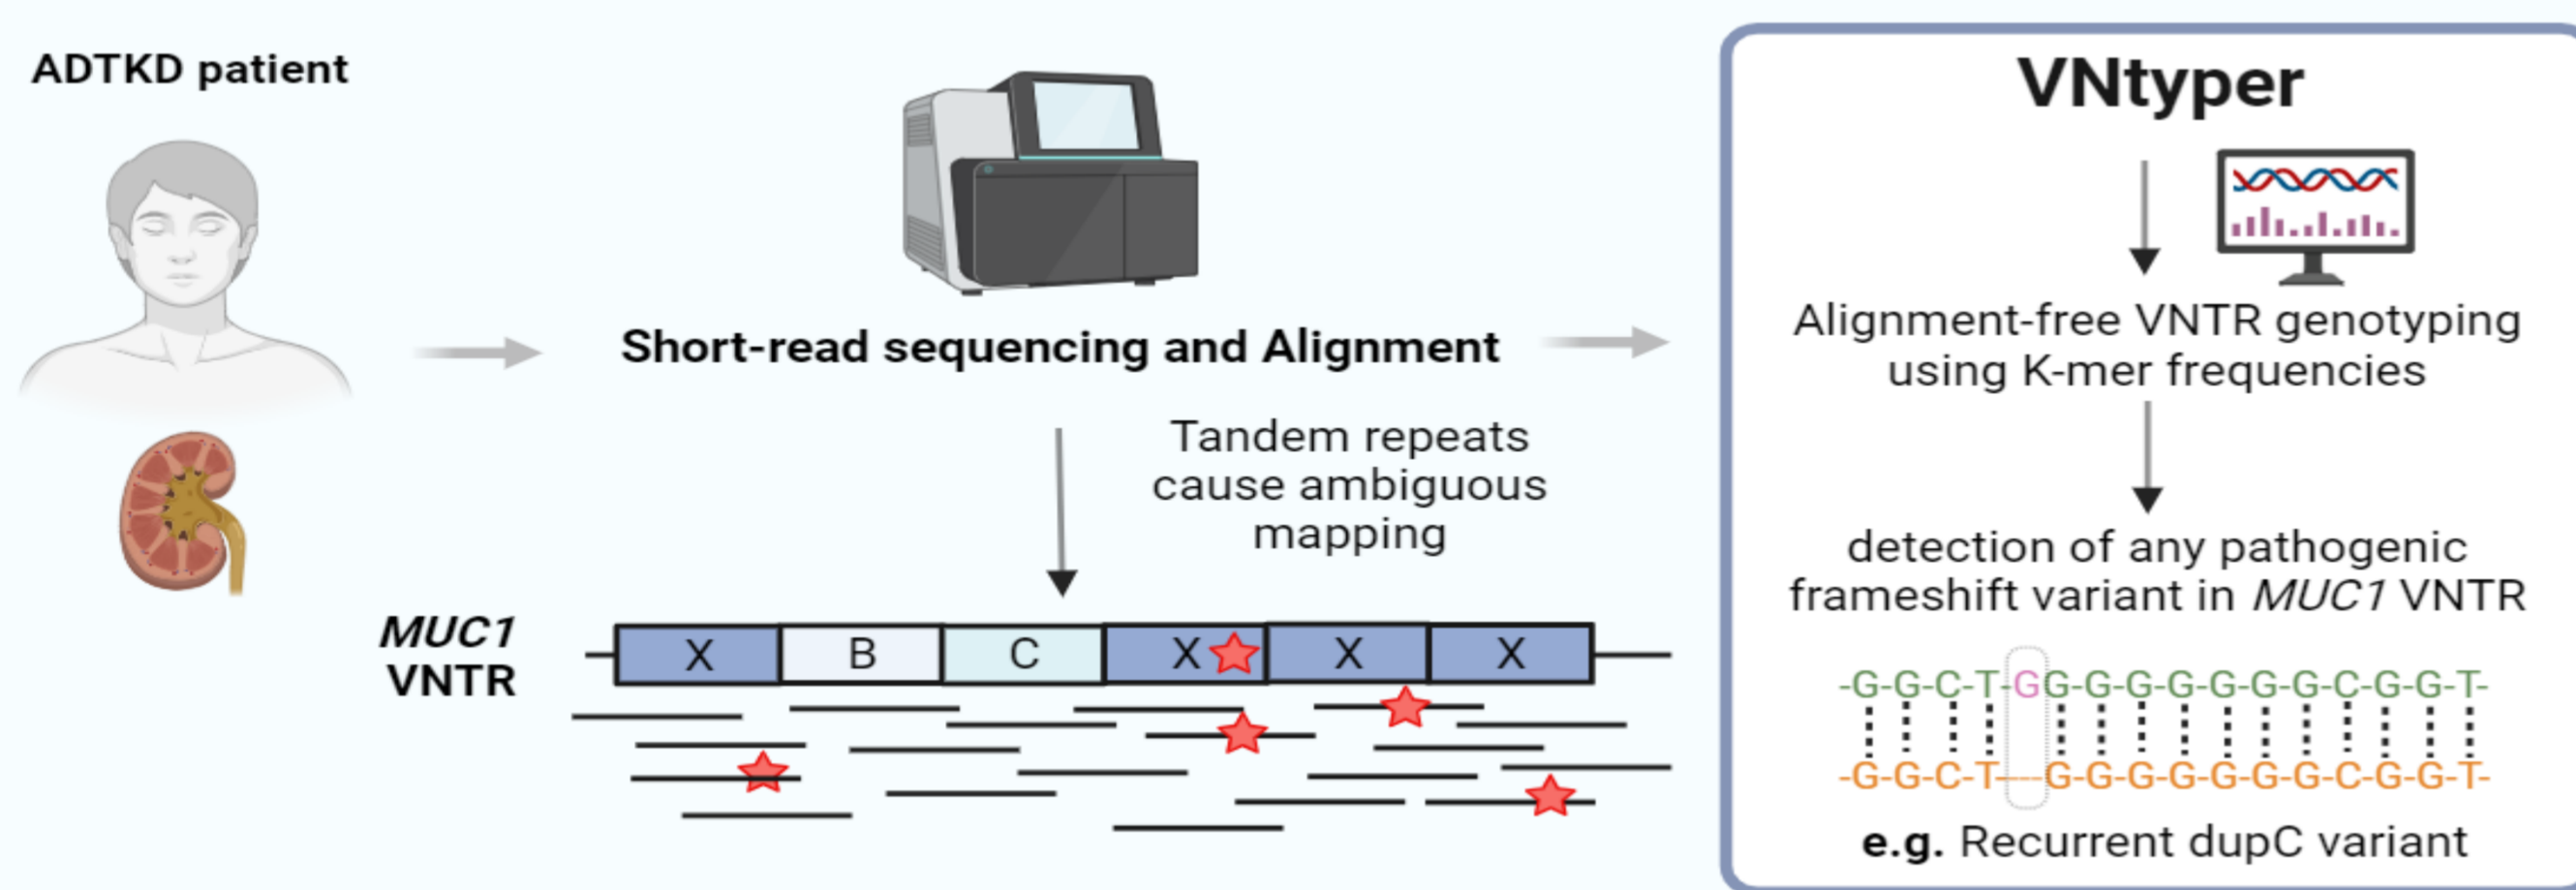 ADTKD patient
Short-read sequencing and Alignment
Tandem repeats
cause ambiguous
mapping
MUC1
VNTR
X B C X X X
VNtyper
Alignment-free VNTR genotyping
using K-mer frequencies
detection of any pathogenic
frameshift variant in MUC1 VNTR
-G-G-C-T-GG-G-G-G-G-G-G-C-G-G-T-
-G-G-C-T----G-G-G-G-G-G-G-C-G-G-T-
e.g. Recurrent dupC variant